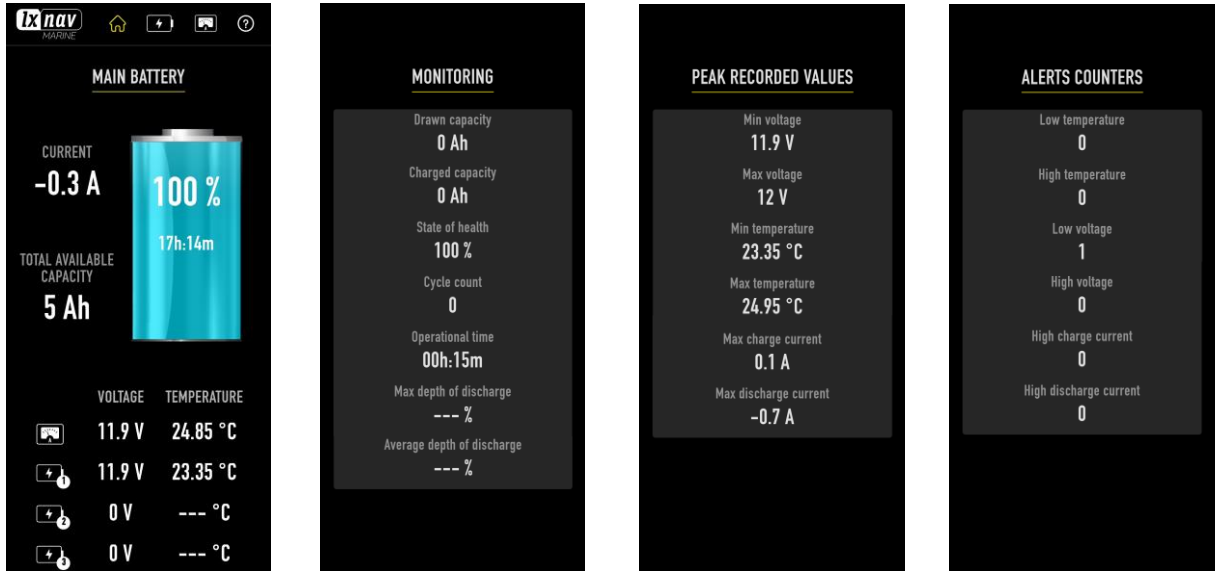 lx nav
MARINE
?
MAIN BATTERY
CURRENT
-0.3 A
100 %
17h:14m
TOTAL AVAILABLE
CAPACITY
5 Ah
VOLTAGE TEMPERATURE
11.9 V 24.85 °C
1 11.9 V 23.35 °C
2 0 V --- °C
3 0 V --- °C
MONITORING
Drawn capacity
0 Ah
Charged capacity
0 Ah
State of health
100 %
Cycle count
0
Operational time
00h:15m
Max depth of discharge
--- %
Average depth of discharge
--- %
PEAK RECORDED VALUES
Min voltage
11.9 V
Max voltage
12 V
Min temperature
23.35 °C
Max temperature
24.95 °C
Max charge current
0.1 A
Max discharge current
-0.7 A
ALERTS COUNTERS
Low temperature
0
High temperature
0
Low voltage
1
High voltage
0
High charge current
0
High discharge current
0